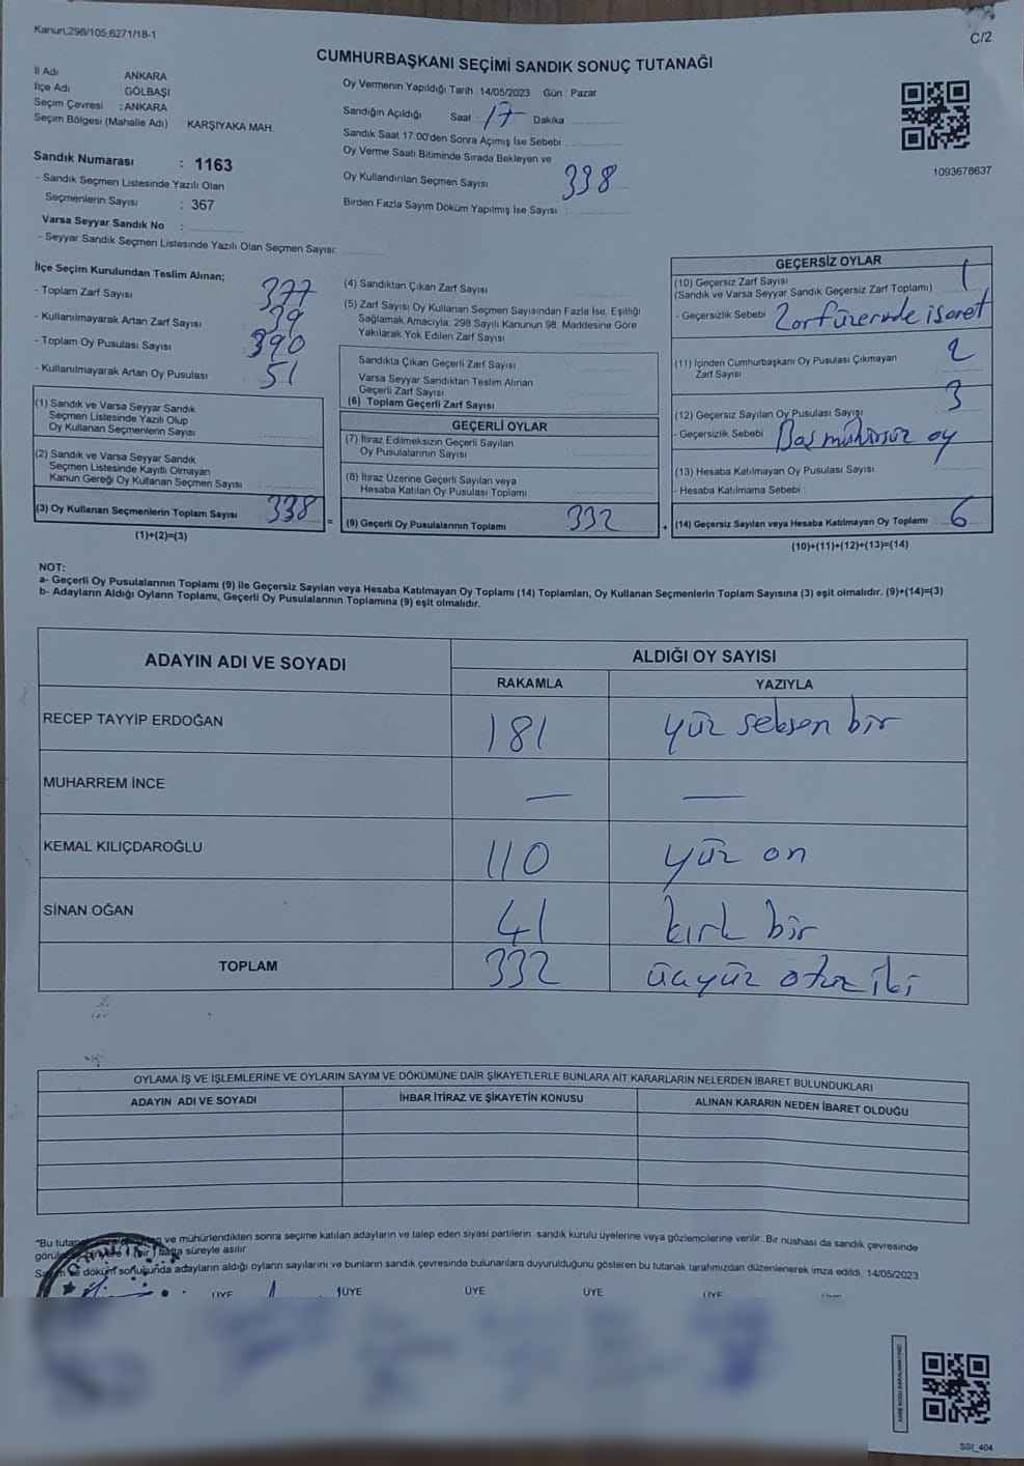 Kanun:298/105;6271/18-1
C/2
CUMHURBAŞKANI SEÇİMİ SANDIK SONUÇ TUTANAĞI
İl Adı ANKARA
İlçe Adı GÖLBAŞI
Seçim Çevresi : ANKARA
Seçim Bölgesi (Mahalle Adı) KARŞIYAKA MAH.
Sandık Numarası : 1163
- Sandık Seçmen Listesinde Yazılı Olan
Seçmenlerin Sayısı : 367
Varsa Seyyar Sandık No :
- Seyyar Sandık Seçmen Listesinde Yazılı Olan Seçmen Sayısı:
Oy Vermenin Yapıldığı Tarih: 14/05/2023 Gün : Pazar
Sandığın Açıldığı Saat 17 Dakika
Sandık Saat 17:00'den Sonra Açılmış İse Sebebi
Oy Verme Saati Bitiminde Sırada Bekleyen ve
Oy Kullandırılan Seçmen Sayısı 338
Birden Fazla Sayım Döküm Yapılmış İse Sayısı :
1093678637
İlçe Seçim Kurulundan Teslim Alınan;
- Toplam Zarf Sayısı 377
- Kullanılmayarak Artan Zarf Sayısı 39
- Toplam Oy Pusulası Sayısı 390
- Kullanılmayarak Artan Oy Pusulası 51
(1) Sandık ve Varsa Seyyar Sandık
Seçmen Listesinde Yazılı Olup
Oy Kullanan Seçmenlerin Sayısı
(2) Sandık ve Varsa Seyyar Sandık
Seçmen Listesinde Kayıtlı Olmayan
Kanun Gereği Oy Kullanan Seçmen Sayısı
(3) Oy Kullanan Seçmenlerin Toplam Sayısı 338
(1)+(2)=(3)
=
(4) Sandıktan Çıkan Zarf Sayısı
(5) Zarf Sayısı Oy Kullanan Seçmen Sayısından Fazla İse, Eşitliği
Sağlamak Amacıyla, 298 Sayılı Kanunun 98. Maddesine Göre
Yakılarak Yok Edilen Zarf Sayısı
Sandıkta Çıkan Geçerli Zarf Sayısı
Varsa Seyyar Sandıktan Teslim Alınan
Geçerli Zarf Sayısı
(6) Toplam Geçerli Zarf Sayısı
GEÇERLİ OYLAR
(7) İtiraz Edilmeksizin Geçerli Sayılan
Oy Pusulalarının Sayısı
(8) İtiraz Üzerine Geçerli Sayılan veya
Hesaba Katılan Oy Pusulası Toplamı
(9) Geçerli Oy Pusulalarının Toplamı 332
+
GEÇERSİZ OYLAR
(10) Geçersiz Zarf Sayısı 1
(Sandık ve Varsa Seyyar Sandık Geçersiz Zarf Toplamı)
- Geçersizlik Sebebi Zarf üzerinde işaret
(11) İçinden Cumhurbaşkanı Oy Pusulası Çıkmayan 2
Zarf Sayısı
(12) Geçersiz Sayılan Oy Pusulası Sayısı 3
- Geçersizlik Sebebi oy
(13) Hesaba Katılmayan Oy Pusulası Sayısı
- Hesaba Katılmama Sebebi
(14) Geçersiz Sayılan veya Hesaba Katılmayan Oy Toplamı 6
(10)+(11)+(12)+(13)=(14)
NOT:
a- Geçerli Oy Pusulalarının Toplamı (9) ile Geçersiz Sayılan veya Hesaba Katılmayan Oy Toplamı (14) Toplamları, Oy Kullanan Seçmenlerin Toplam Sayısına (3) eşit olmalıdır. (9)+(14)=(3)
b- Adayların Aldığı Oyların Toplamı, Geçerli Oy Pusulalarının Toplamına (9) eşit olmalıdır.
ADAYIN ADI VE SOYADI ALDIĞI OY SAYISI
RAKAMLA YAZIYLA
RECEP TAYYİP ERDOĞAN 181 yüz seksen bir
MUHARREM İNCE — —
KEMAL KILIÇDAROĞLU 110 yüz on
SİNAN OĞAN 41 kırk bir
TOPLAM 332 üçyüz otuz iki
OYLAMA İŞ VE İŞLEMLERİNE VE OYLARIN SAYIM VE DÖKÜMÜNE DAİR ŞİKAYETLERLE BUNLARA AİT KARARLARIN NELERDEN İBARET BULUNDUKLARI
ADAYIN ADI VE SOYADI İHBAR İTİRAZ VE ŞİKAYETİN KONUSU ALINAN KARARIN NEDEN İBARET OLDUĞU
"Bu ve mühürlendikten sonra seçime katılan adayların ve talep eden siyasi partilerin sandık kurulu üyelerine veya gözlemcilerine verilir. Bir nüshası da sandık çevresinde
süreyle asılır
döküm sonucunda adayların aldığı oyların sayılarını ve bunların sandık çevresinde bulunanlara duyurulduğunu gösteren bu tutanak tarafımızdan düzenlenerek imza edildi. 14/05/2023
ÜYE ÜYE ÜYE ÜYE ÜYE
SSI_404